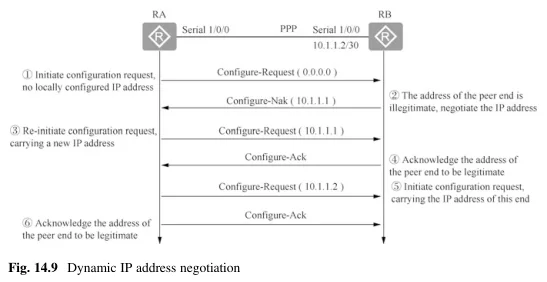 RA
RB
Serial 1/0/0
PPP
Serial 1/0/0
10.1.1.2/30
R
R
① Initiate configuration request,
no locally configured IP address
Configure-Request ( 0.0.0.0 )
Configure-Nak ( 10.1.1.1 )
② The address of the peer end is
illegitimate, negotiate the IP address
③ Re-initiate configuration request,
carrying a new IP address
Configure-Request ( 10.1.1.1 )
Configure-Ack
④ Acknowledge the address of
the peer end to be legitimate
Configure-Request ( 10.1.1.2 )
⑤ Initiate configuration request,
carrying the IP address of this end
⑥ Acknowledge the address of
the peer end to be legitimate
Configure-Ack
Fig. 14.9 Dynamic IP address negotiation